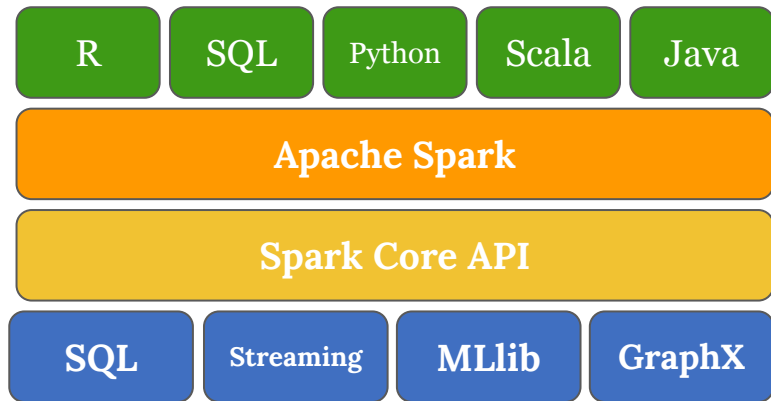 R SQL Python Scala Java
Apache Spark
Spark Core API
SQL Streaming MLlib GraphX